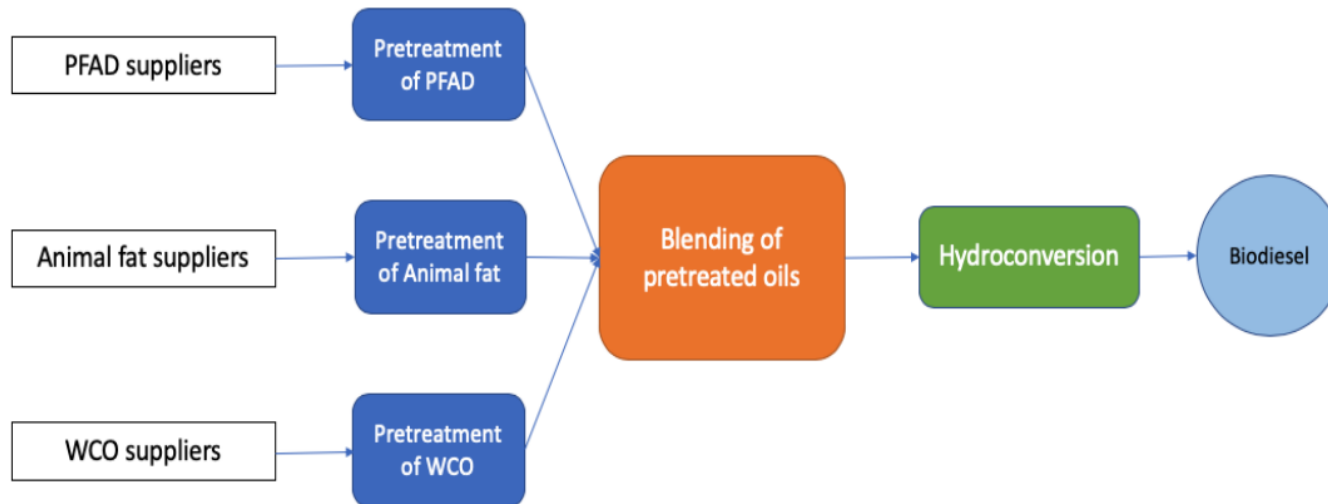 PFAD suppliers
Pretreatment
of PFAD
Animal fat suppliers
Pretreatment
of Animal fat
WCO suppliers
Pretreatment
of WCO
Blending of
pretreated oils
Hydroconversion
Biodiesel